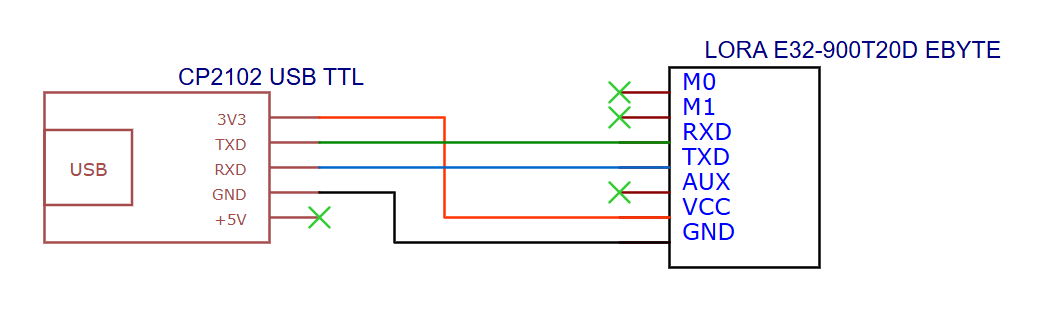 LORA E32-900T20D EBYTE
CP2102 USB TTL
3V3
TXD
RXD
GND
+5V
USB
M0
M1
RXD
TXD
AUX
VCC
GND